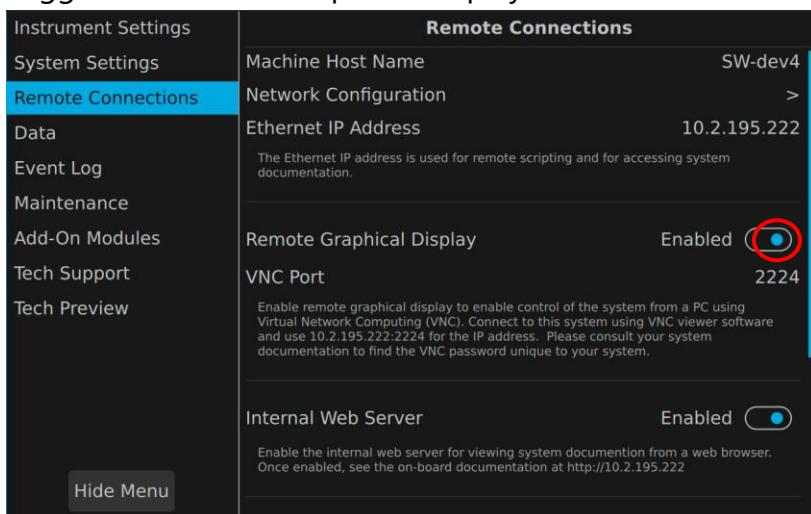 Instrument Settings
System Settings
Remote Connections
Data
Event Log
Maintenance
Add-On Modules
Tech Support
Tech Preview
Hide Menu
Remote Connections
Machine Host Name SW-dev4
Network Configuration >
Ethernet IP Address 10.2.195.222
The Ethernet IP address is used for remote scripting and for accessing system
documentation.
Remote Graphical Display Enabled
VNC Port 2224
Enable remote graphical display to enable control of the system from a PC using
Virtual Network Computing (VNC). Connect to this system using VNC viewer software
and use 10.2.195.222:2224 for the IP address. Please consult your system
documentation to find the VNC password unique to your system.
Internal Web Server Enabled
Enable the internal web server for viewing system documention from a web browser.
Once enabled, see the on-board documentation at http://10.2.195.222